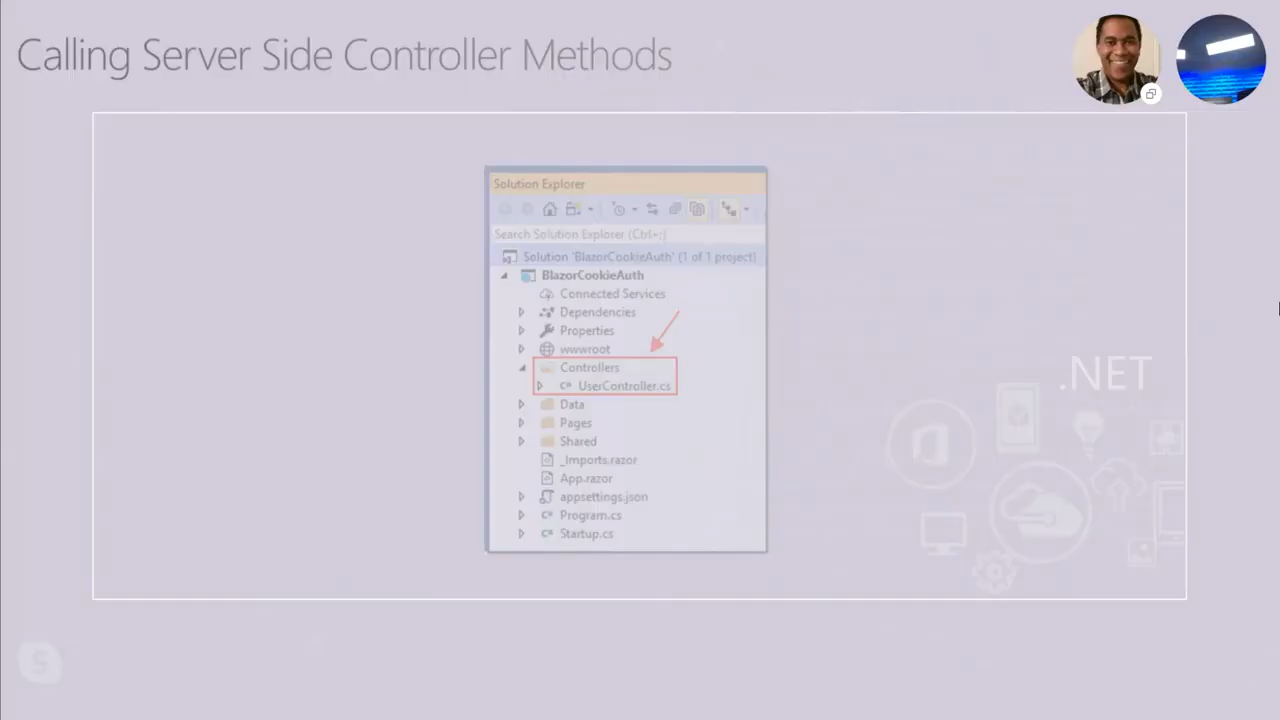 Calling Server Side Controller Methods
Solution Explorer
Search Solution Explorer (Ctrl+;)
Solution 'BlazorCookieAuth' (1 of 1 project)
BlazorCookieAuth
Connected Services
Dependencies
Properties
wwwroot
Controllers
C# UserController.cs
Data
Pages
Shared
_Imports.razor
App.razor
appsettings.json
C# Program.cs
C# Startup.cs
.NET
S